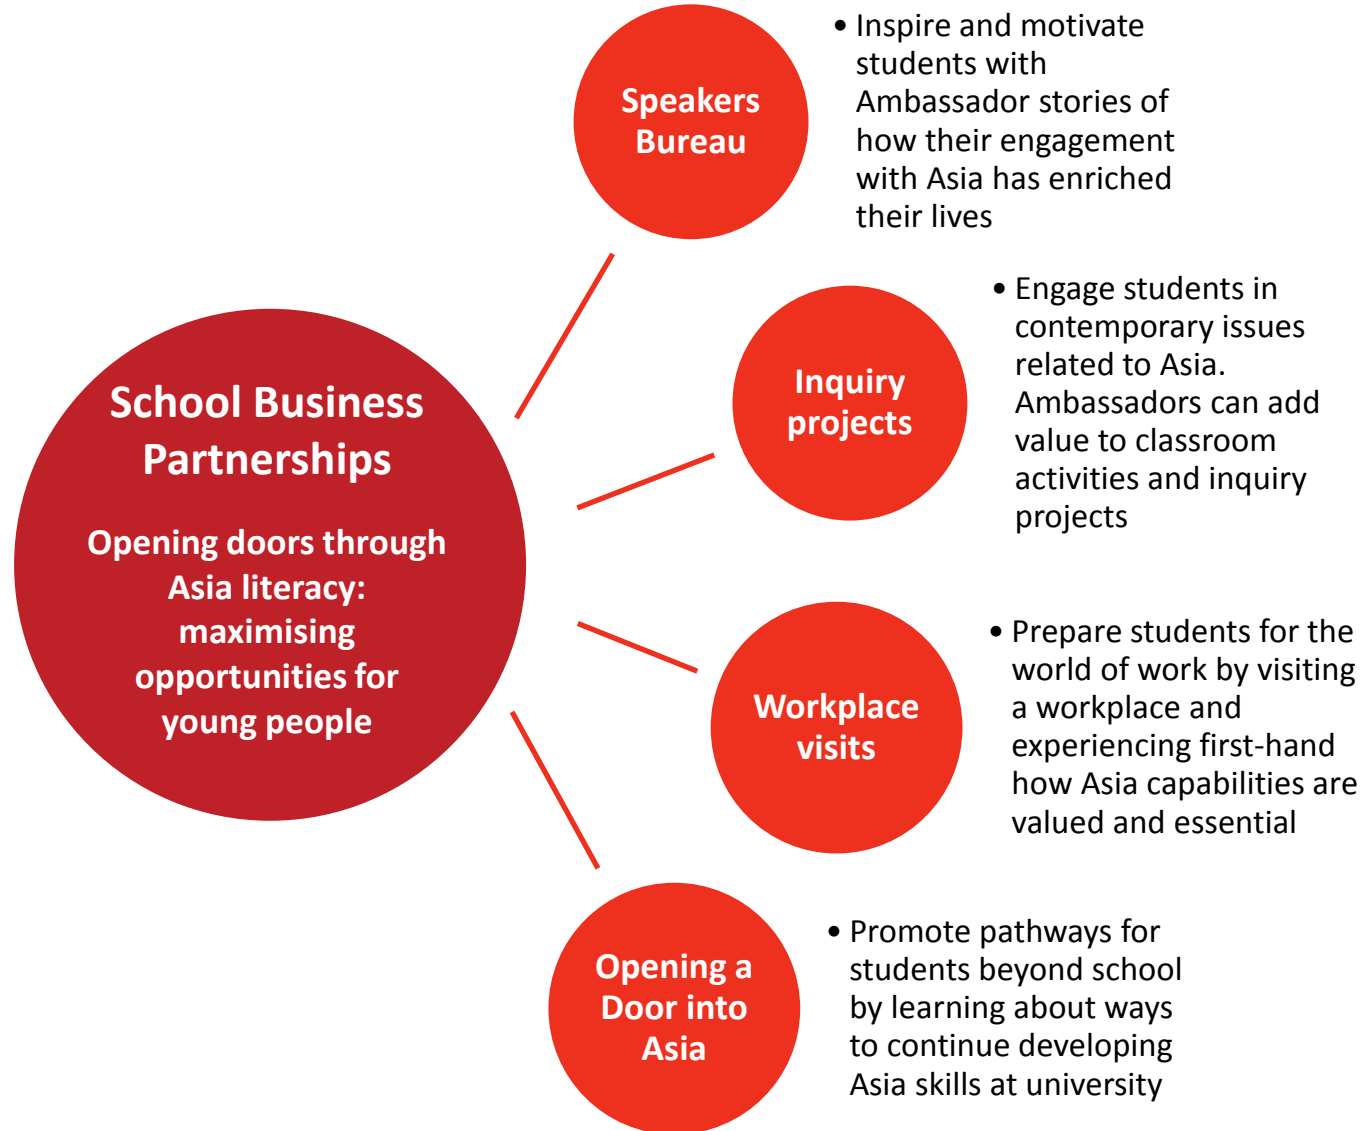 School Business
Partnerships
Opening doors through
Asia literacy:
maximising
opportunities for
young people
Speakers
Bureau
• Inspire and motivate
students with
Ambassador stories of
how their engagement
with Asia has enriched
their lives
Inquiry
projects
• Engage students in
contemporary issues
related to Asia.
Ambassadors can add
value to classroom
activities and inquiry
projects
Workplace
visits
• Prepare students for the
world of work by visiting
a workplace and
experiencing first-hand
how Asia capabilities are
valued and essential
Opening a
Door into
Asia
• Promote pathways for
students beyond school
by learning about ways
to continue developing
Asia skills at university